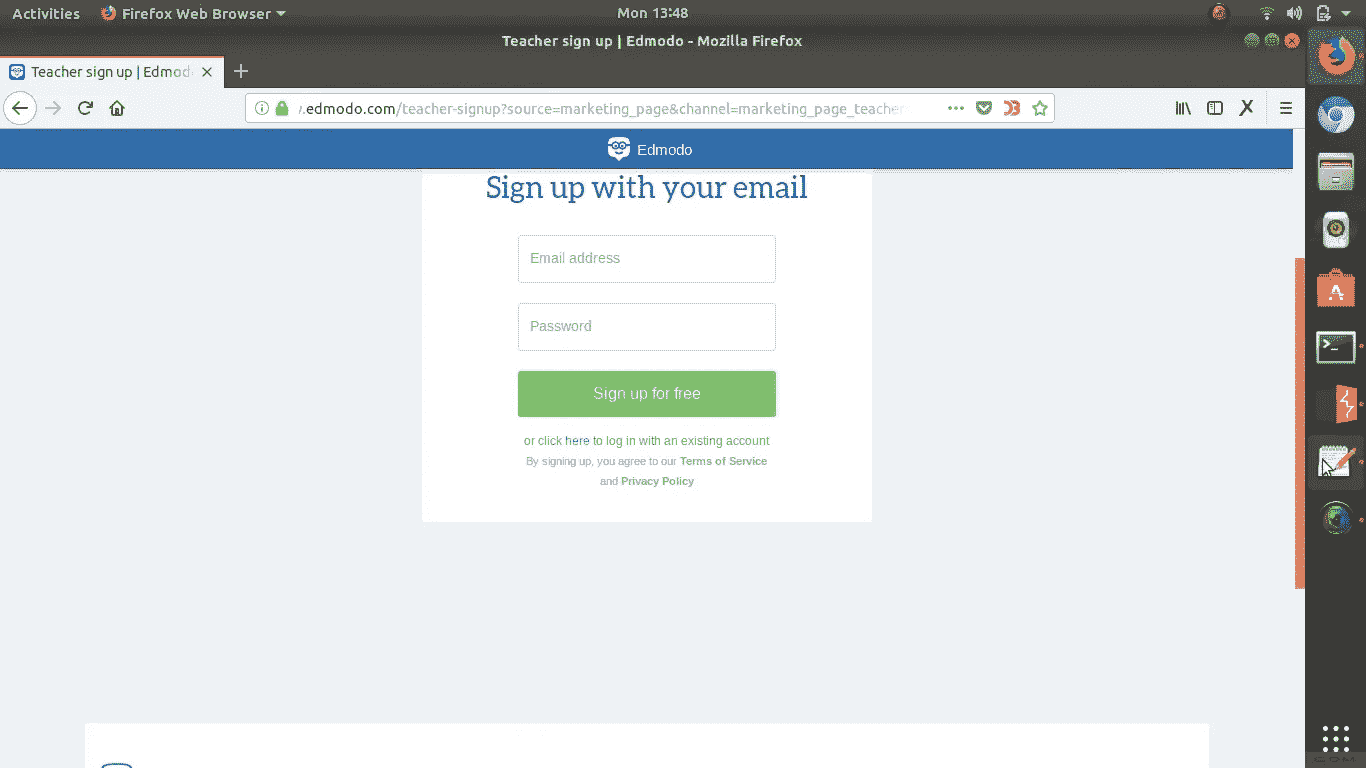 Activities
Firefox Web Browser
Mon 13:48
Teacher sign up | Edmodo - Mozilla Firefox
Teacher sign up | Edmod
.edmodo.com/teacher-signup?source=marketing_page&channel=marketing_page_teacher
Edmodo
Sign up with your email
Email address
Password
Sign up for free
or click here to log in with an existing account
By signing up, you agree to our Terms of Service
and Privacy Policy